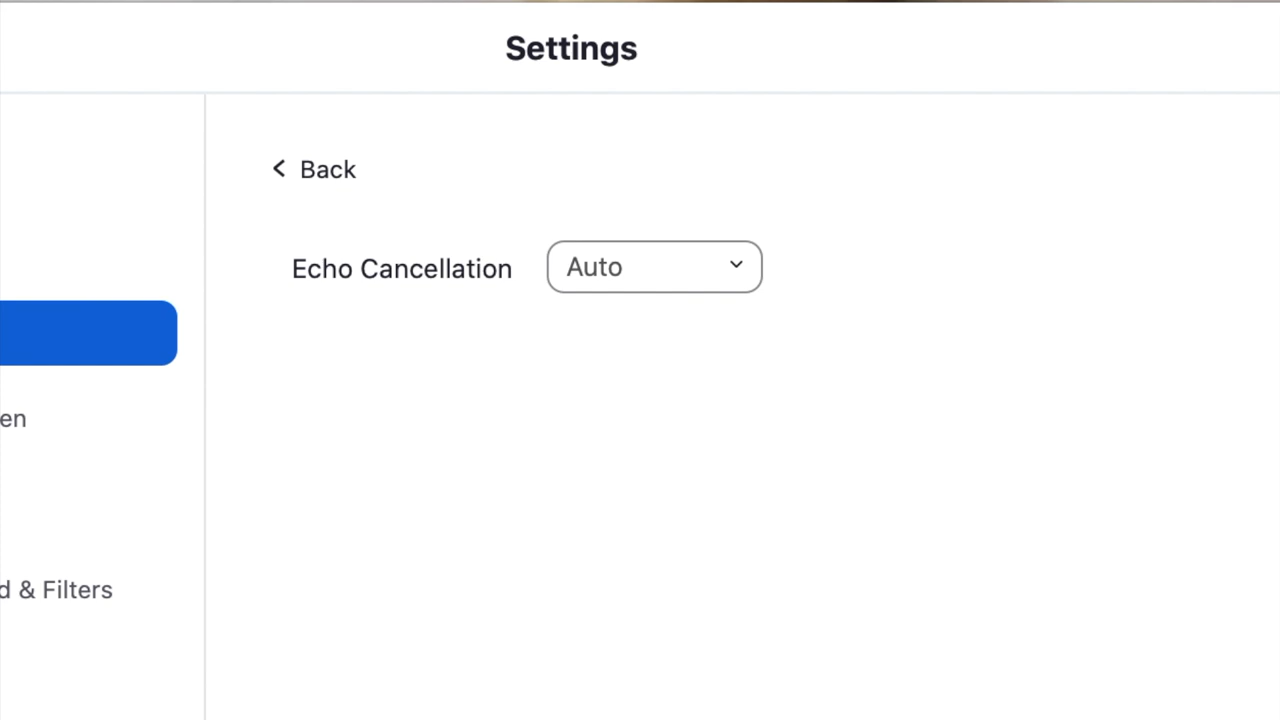 Settings
Back
Echo Cancellation
Auto
en
d & Filters